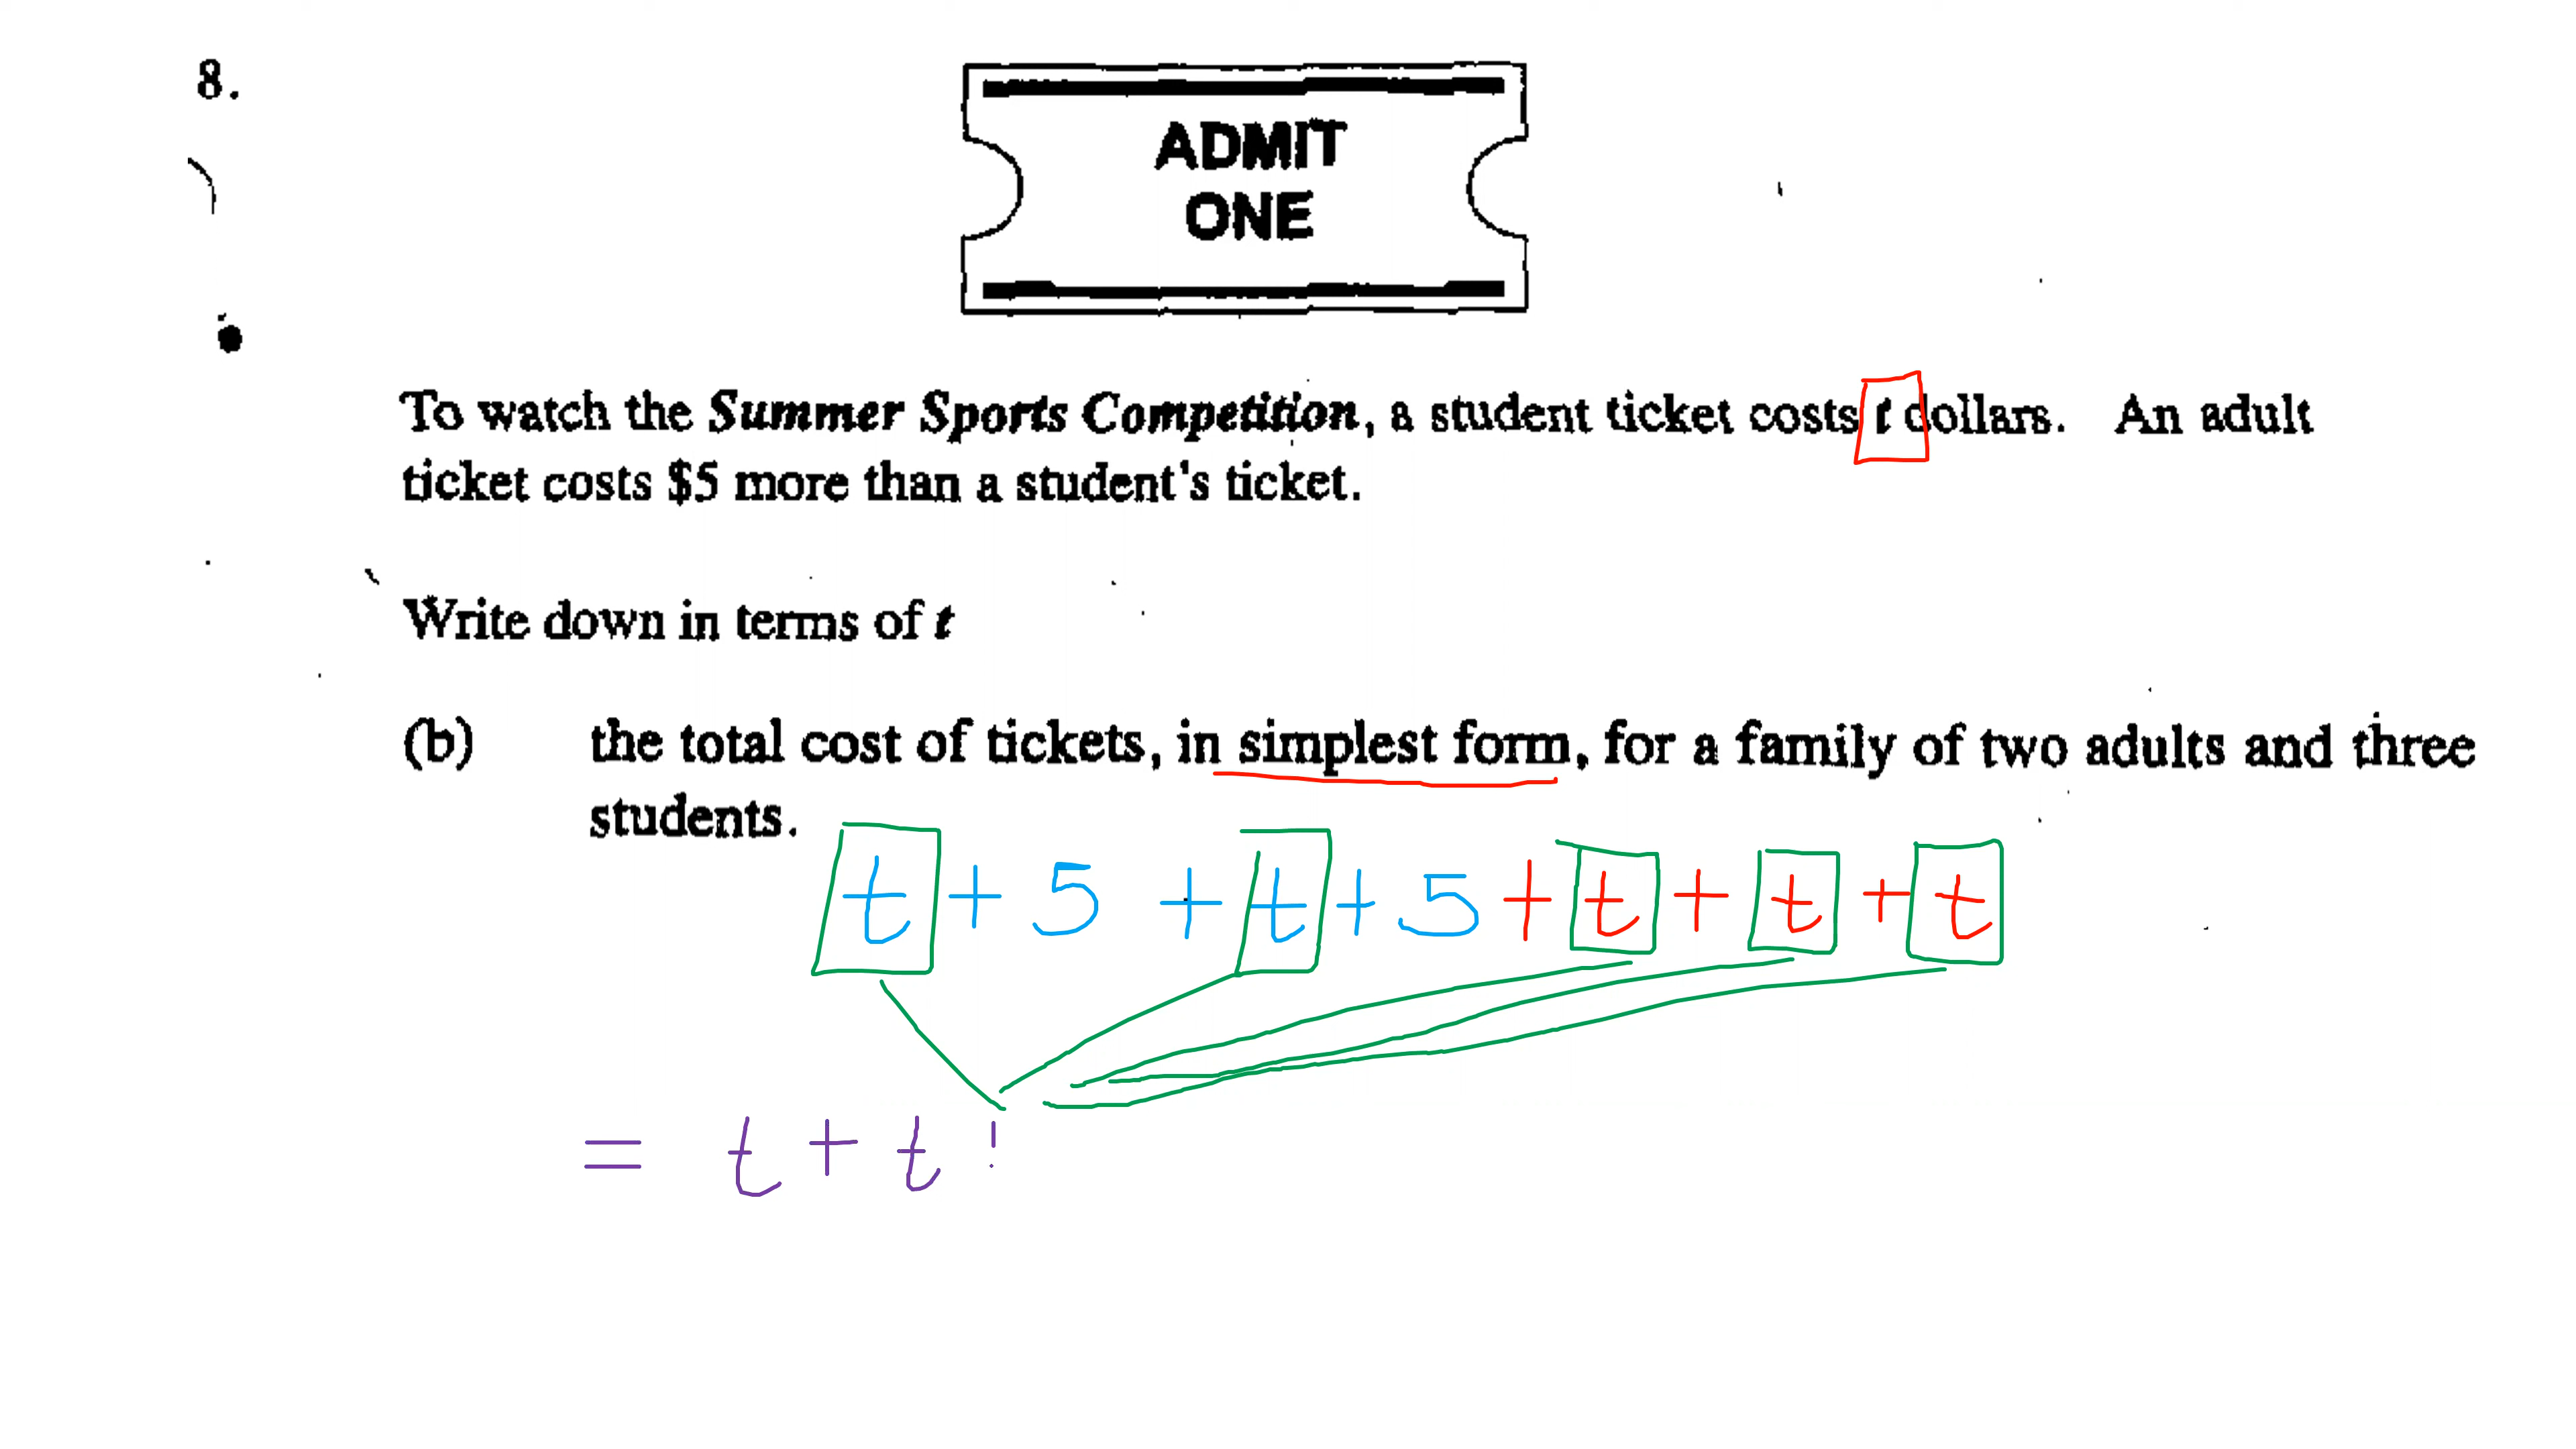 8.
ADMIT
ONE
To watch the Summer Sports Competition, a student ticket costs t dollars. An adult
ticket costs $5 more than a student's ticket.
Write down in terms of t
(b) the total cost of tickets, in simplest form, for a family of two adults and three
students.
t + 5 + t + 5 + t + t + t
= t + t